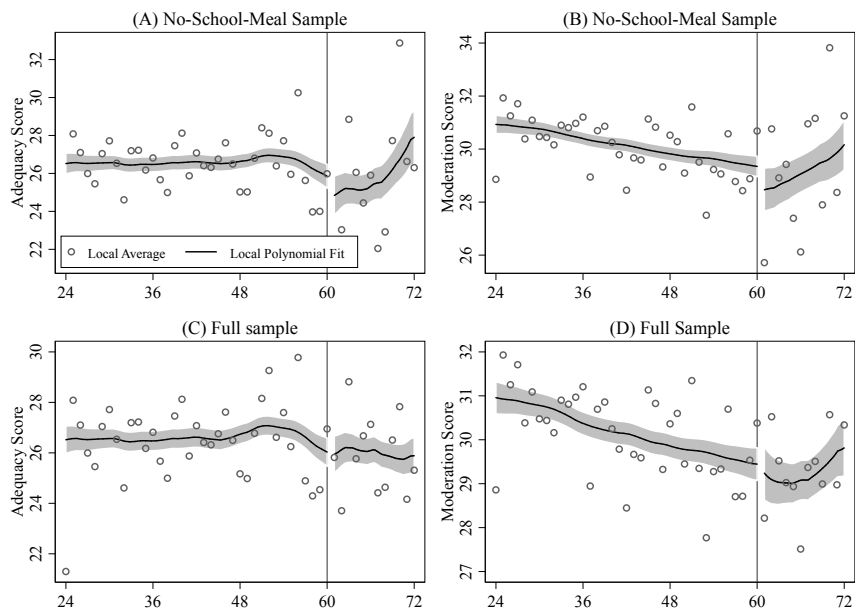 (A) No-School-Meal Sample
Adequacy Score
32
30
28
26
24
22
Local Average
Local Polynomial Fit
24 36 48 60 72
(B) No-School-Meal Sample
Moderation Score
34
32
30
28
26
24 36 48 60 72
(C) Full sample
Adequacy Score
30
28
26
24
22
24 36 48 60 72
(D) Full Sample
Moderation Score
32
31
30
29
28
27
24 36 48 60 72